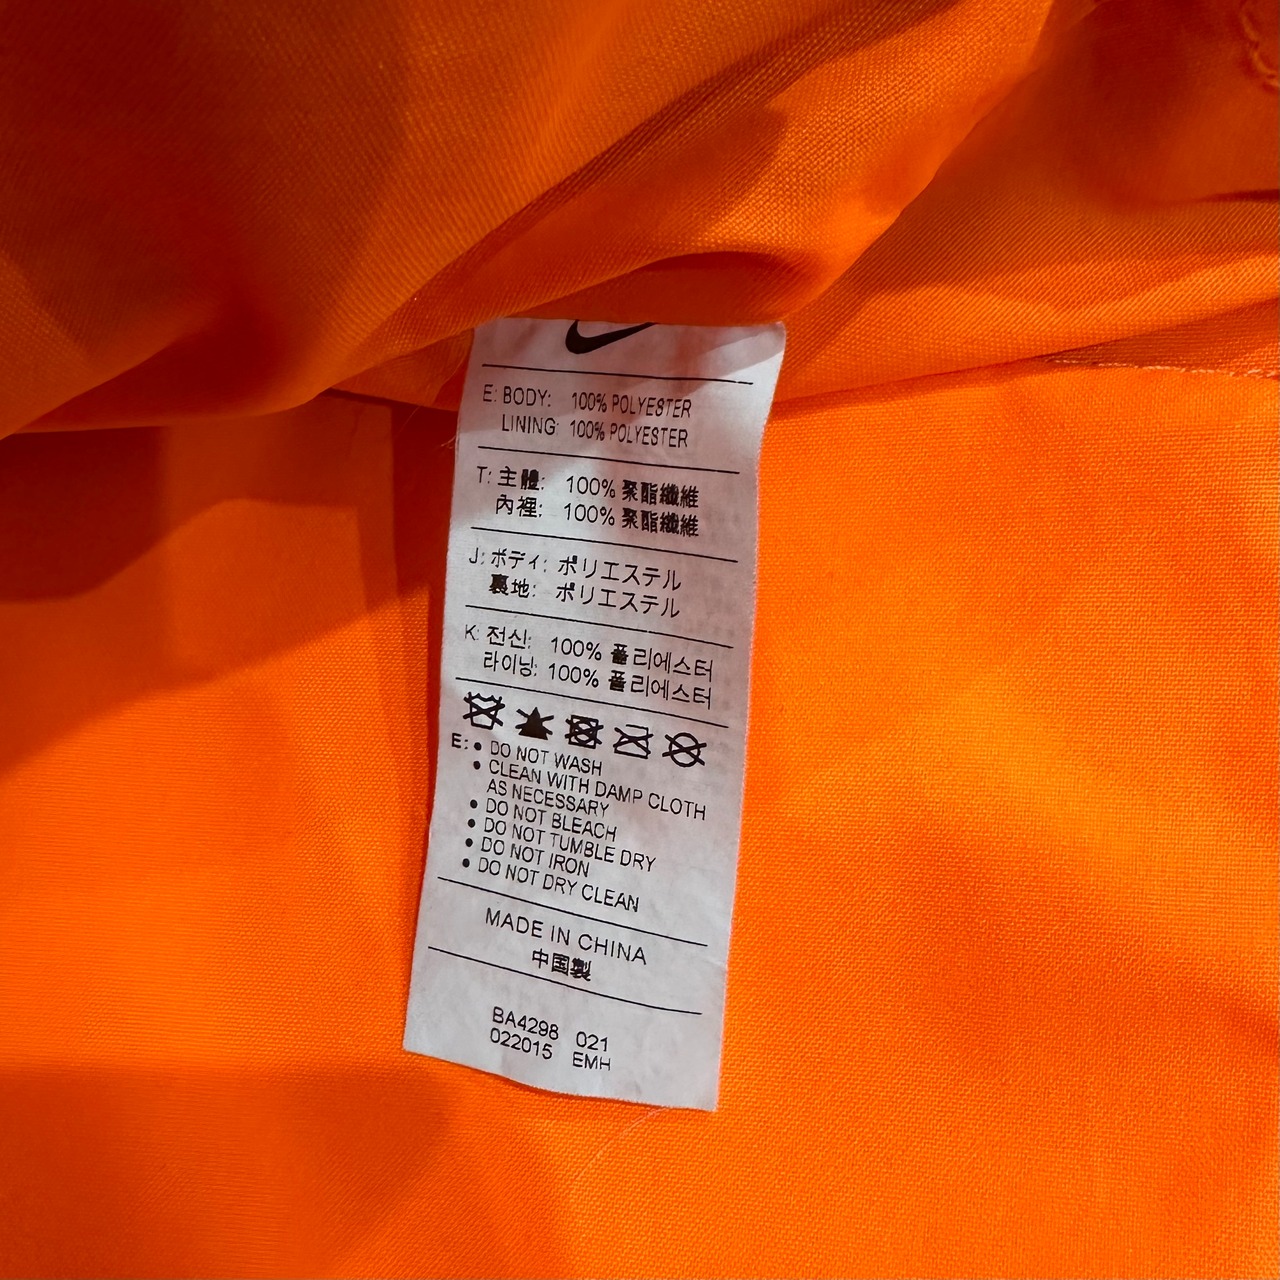 E: BODY: 100% POLYESTER
LINING: 100% POLYESTER
T: 主體: 100% 聚酯纖維
內裡: 100% 聚酯纖維
J: ボディ: ポリエステル
裏地: ポリエステル
K: 전신: 100% 폴리에스터
라이닝: 100% 폴리에스터
E: • DO NOT WASH
• CLEAN WITH DAMP CLOTH
AS NECESSARY
• DO NOT BLEACH
• DO NOT TUMBLE DRY
• DO NOT IRON
• DO NOT DRY CLEAN
MADE IN CHINA
中国製
BA4298 021
022015 EMH